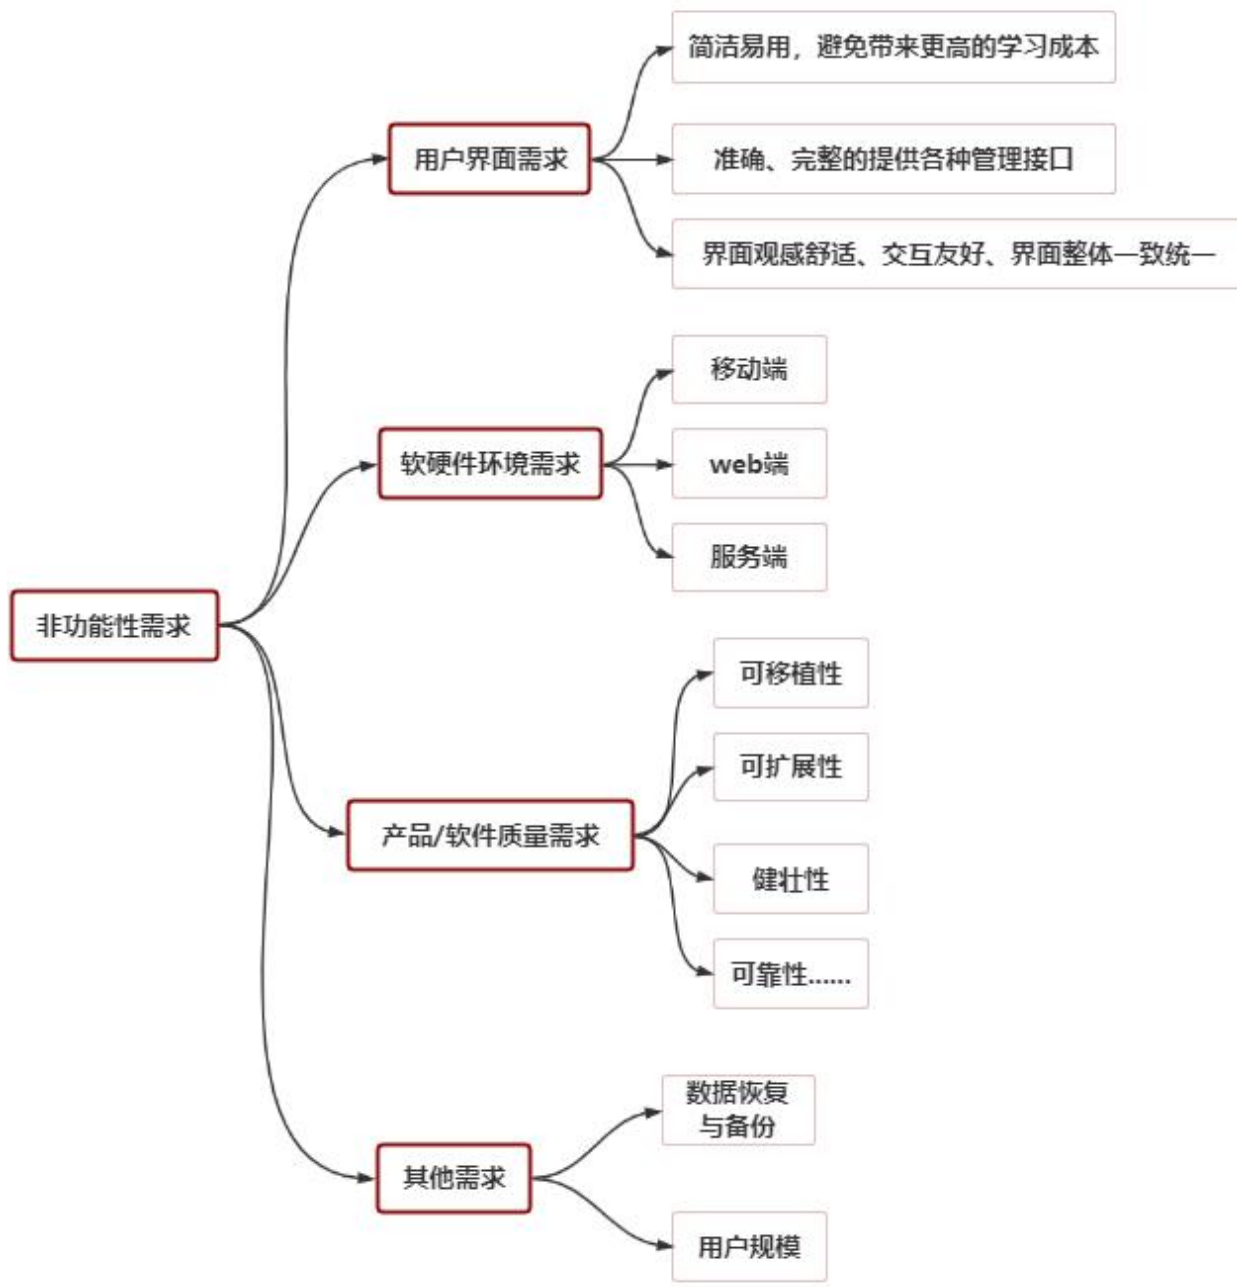 非功能性需求
用户界面需求
简洁易用，避免带来更高的学习成本
准确、完整的提供各种管理接口
界面观感舒适、交互友好、界面整体一致统一
软硬件环境需求
移动端
web端
服务端
产品/软件质量需求
可移植性
可扩展性
健壮性
可靠性......
其他需求
数据恢复
与备份
用户规模